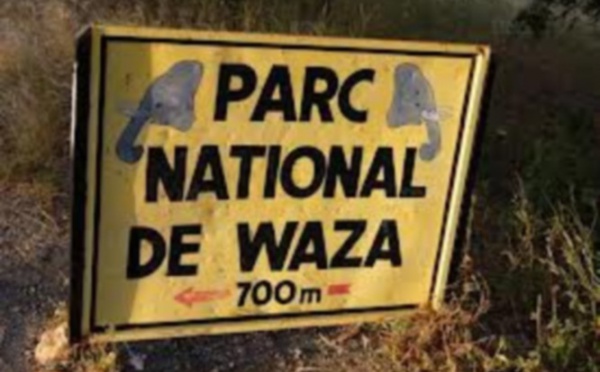 PARC
NATIONAL
DE WAZA
700m